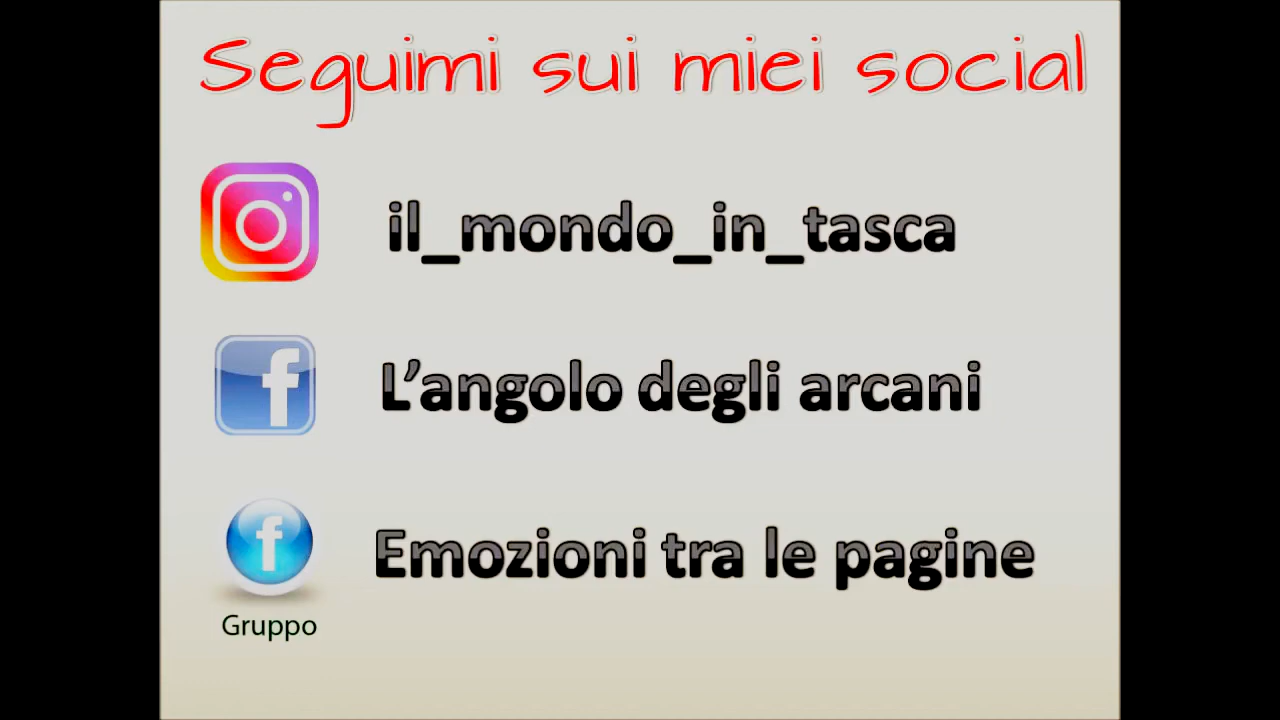 Seguimi sui miei social
il_mondo_in_tasca
L’angolo degli arcani
Emozioni tra le pagine
Gruppo